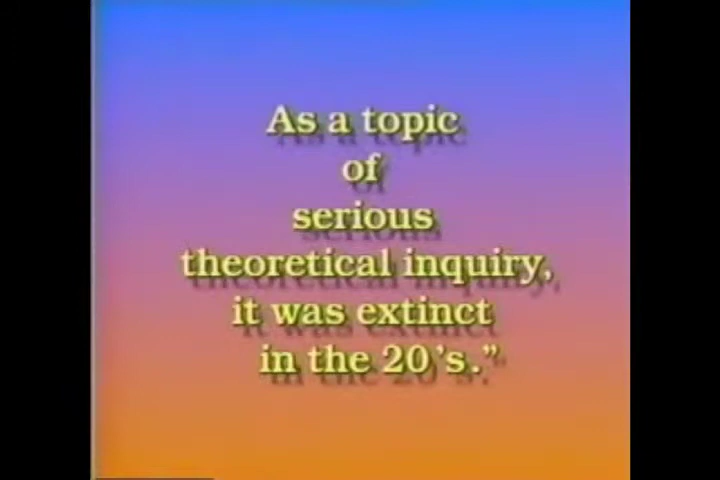 As a topic
of
serious
theoretical inquiry,
it was extinct
in the 20's."